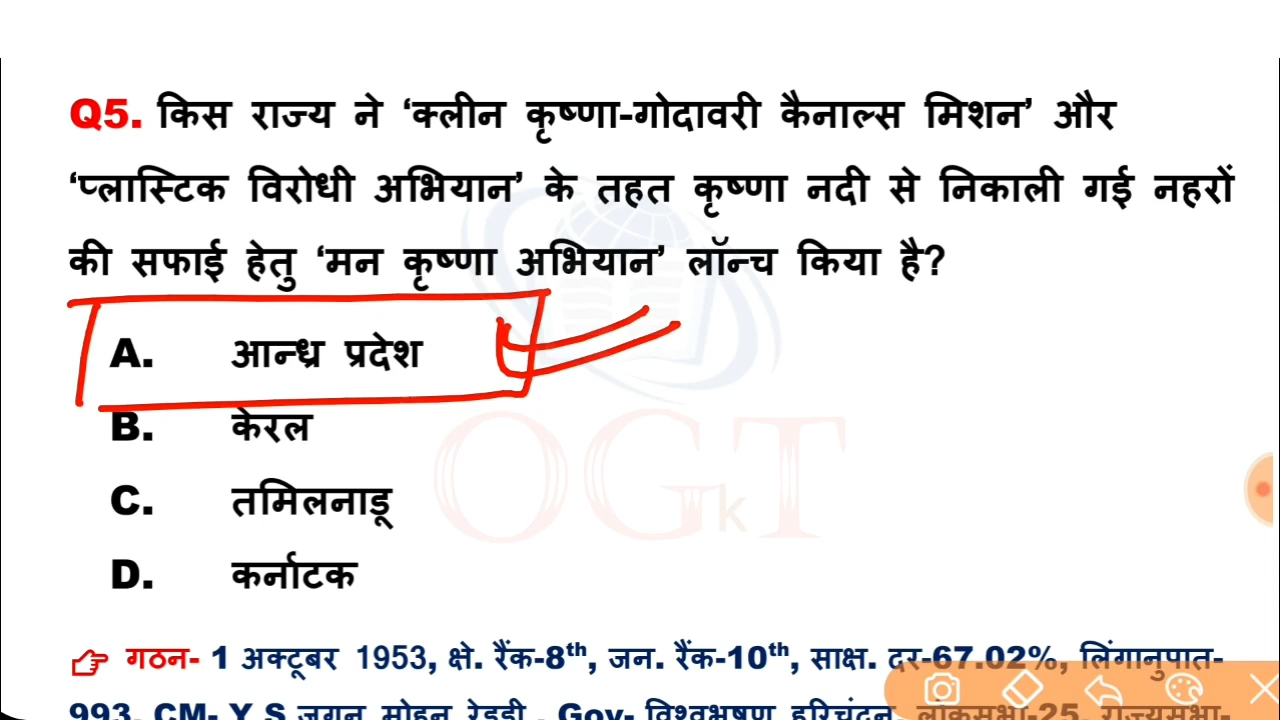 Q5. किस राज्य ने ‘क्लीन कृष्णा-गोदावरी कैनाल्स मिशन’ और
‘प्लास्टिक विरोधी अभियान’ के तहत कृष्णा नदी से निकाली गई नहरों
की सफाई हेतु ‘मन कृष्णा अभियान’ लॉन्च किया है?
A. आन्ध्र प्रदेश
B. केरल
C. तमिलनाडू
D. कर्नाटक
OGkT
गठन- 1 अक्टूबर 1953, क्षे. रैंक-8th, जन. रैंक-10th, साक्ष. दर-67.02%, लिंगानुपात-
993, CM- Y S जगन मोहन रेड्डी , Gov- विश्वभूषण हरिचंदन, लोकसभा-25, राज्यसभा-